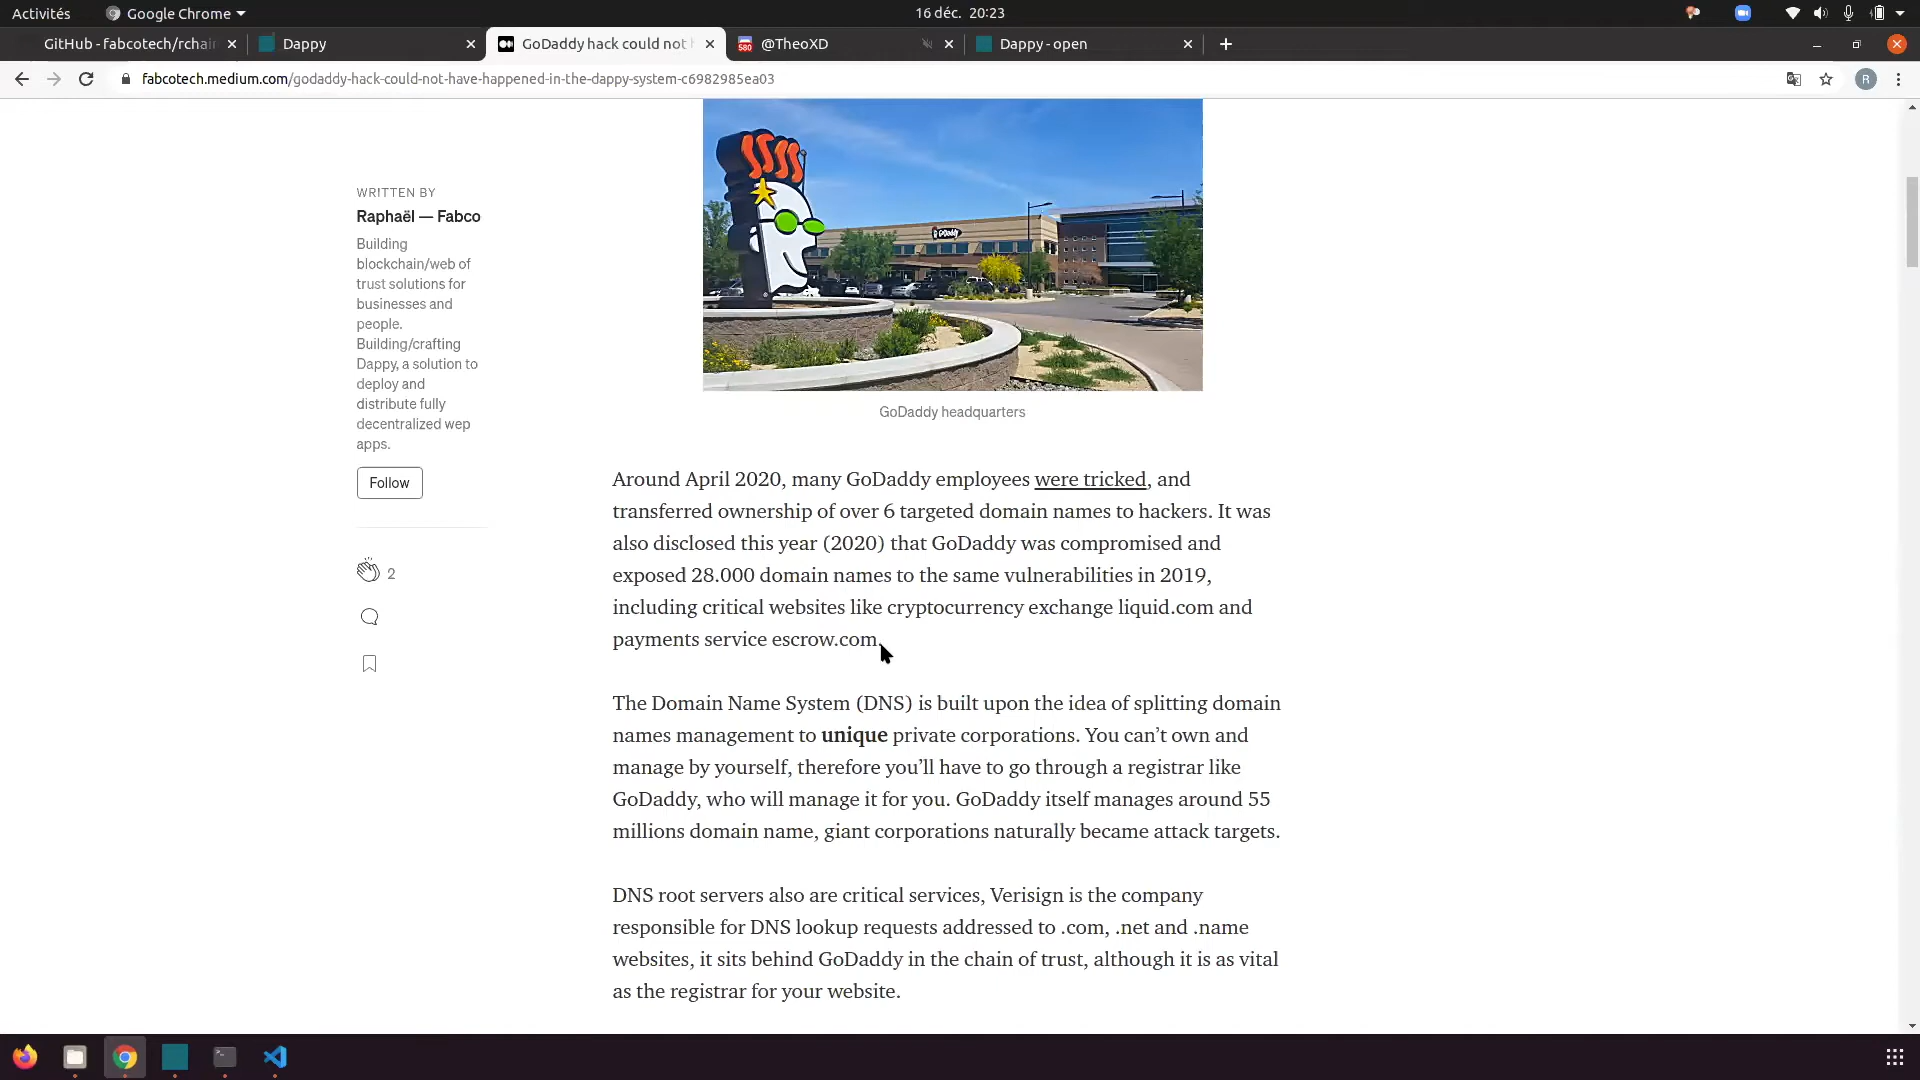 Activités
Google Chrome
16 déc. 20:23
GitHub - fabcotech/rchai
Dappy
GoDaddy hack could not h
580
@TheoXD
Dappy - open
fabcotech.medium.com/godaddy-hack-could-not-have-happened-in-the-dappy-system-c6982985ea03
R
WRITTEN BY
Raphaël — Fabco
Building
blockchain/web of
trust solutions for
businesses and
people.
Building/crafting
Dappy, a solution to
deploy and
distribute fully
decentralized wep
apps.
Follow
2
GoDaddy
GoDaddy headquarters
Around April 2020, many GoDaddy employees were tricked, and
transferred ownership of over 6 targeted domain names to hackers. It was
also disclosed this year (2020) that GoDaddy was compromised and
exposed 28.000 domain names to the same vulnerabilities in 2019,
including critical websites like cryptocurrency exchange liquid.com and
payments service escrow.com.
The Domain Name System (DNS) is built upon the idea of splitting domain
names management to unique private corporations. You can’t own and
manage by yourself, therefore you’ll have to go through a registrar like
GoDaddy, who will manage it for you. GoDaddy itself manages around 55
millions domain name, giant corporations naturally became attack targets.
DNS root servers also are critical services, Verisign is the company
responsible for DNS lookup requests addressed to .com, .net and .name
websites, it sits behind GoDaddy in the chain of trust, although it is as vital
as the registrar for your website.